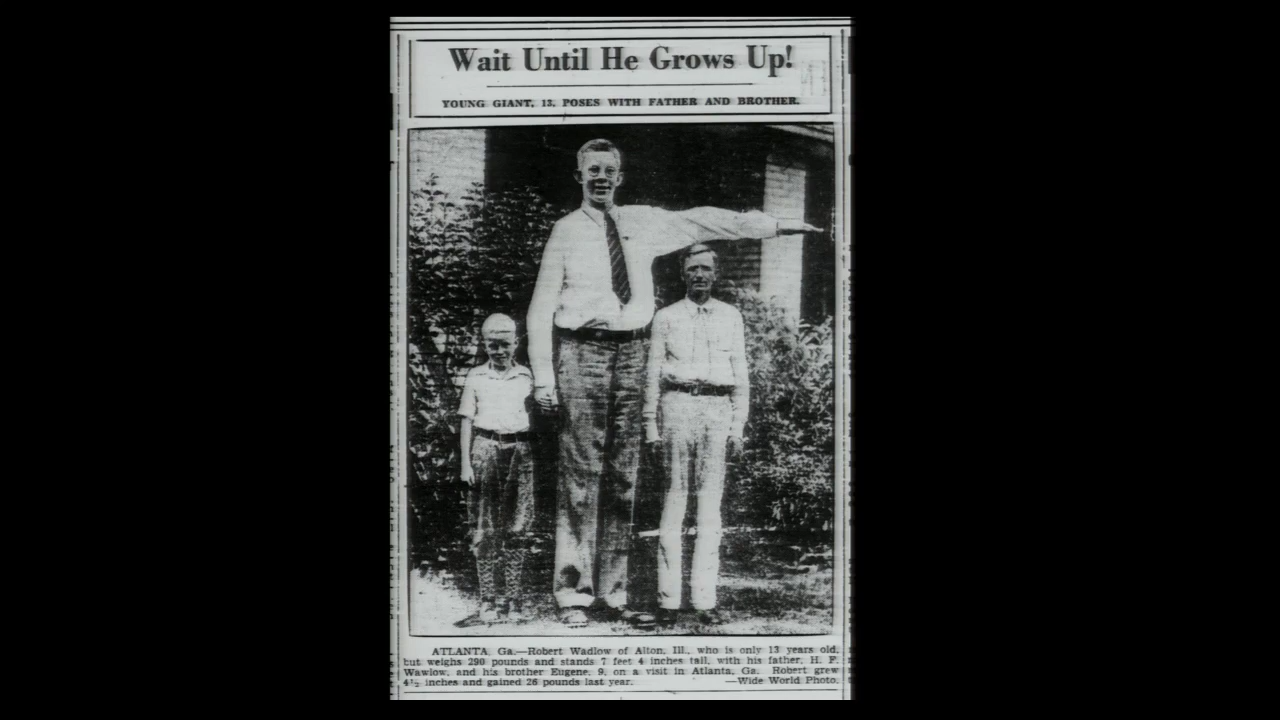 Wait Until He Grows Up!
YOUNG GIANT, 13, POSES WITH FATHER AND BROTHER.
ATLANTA, Ga.—Robert Wadlow of Alton, Ill., who is only 13 years old,
but weighs 290 pounds and stands 7 feet 4 inches tall, with his father, H. F.
Wawlow, and his brother Eugene, 9, on a visit in Atlanta, Ga. Robert grew
4½ inches and gained 26 pounds last year. —Wide World Photo.